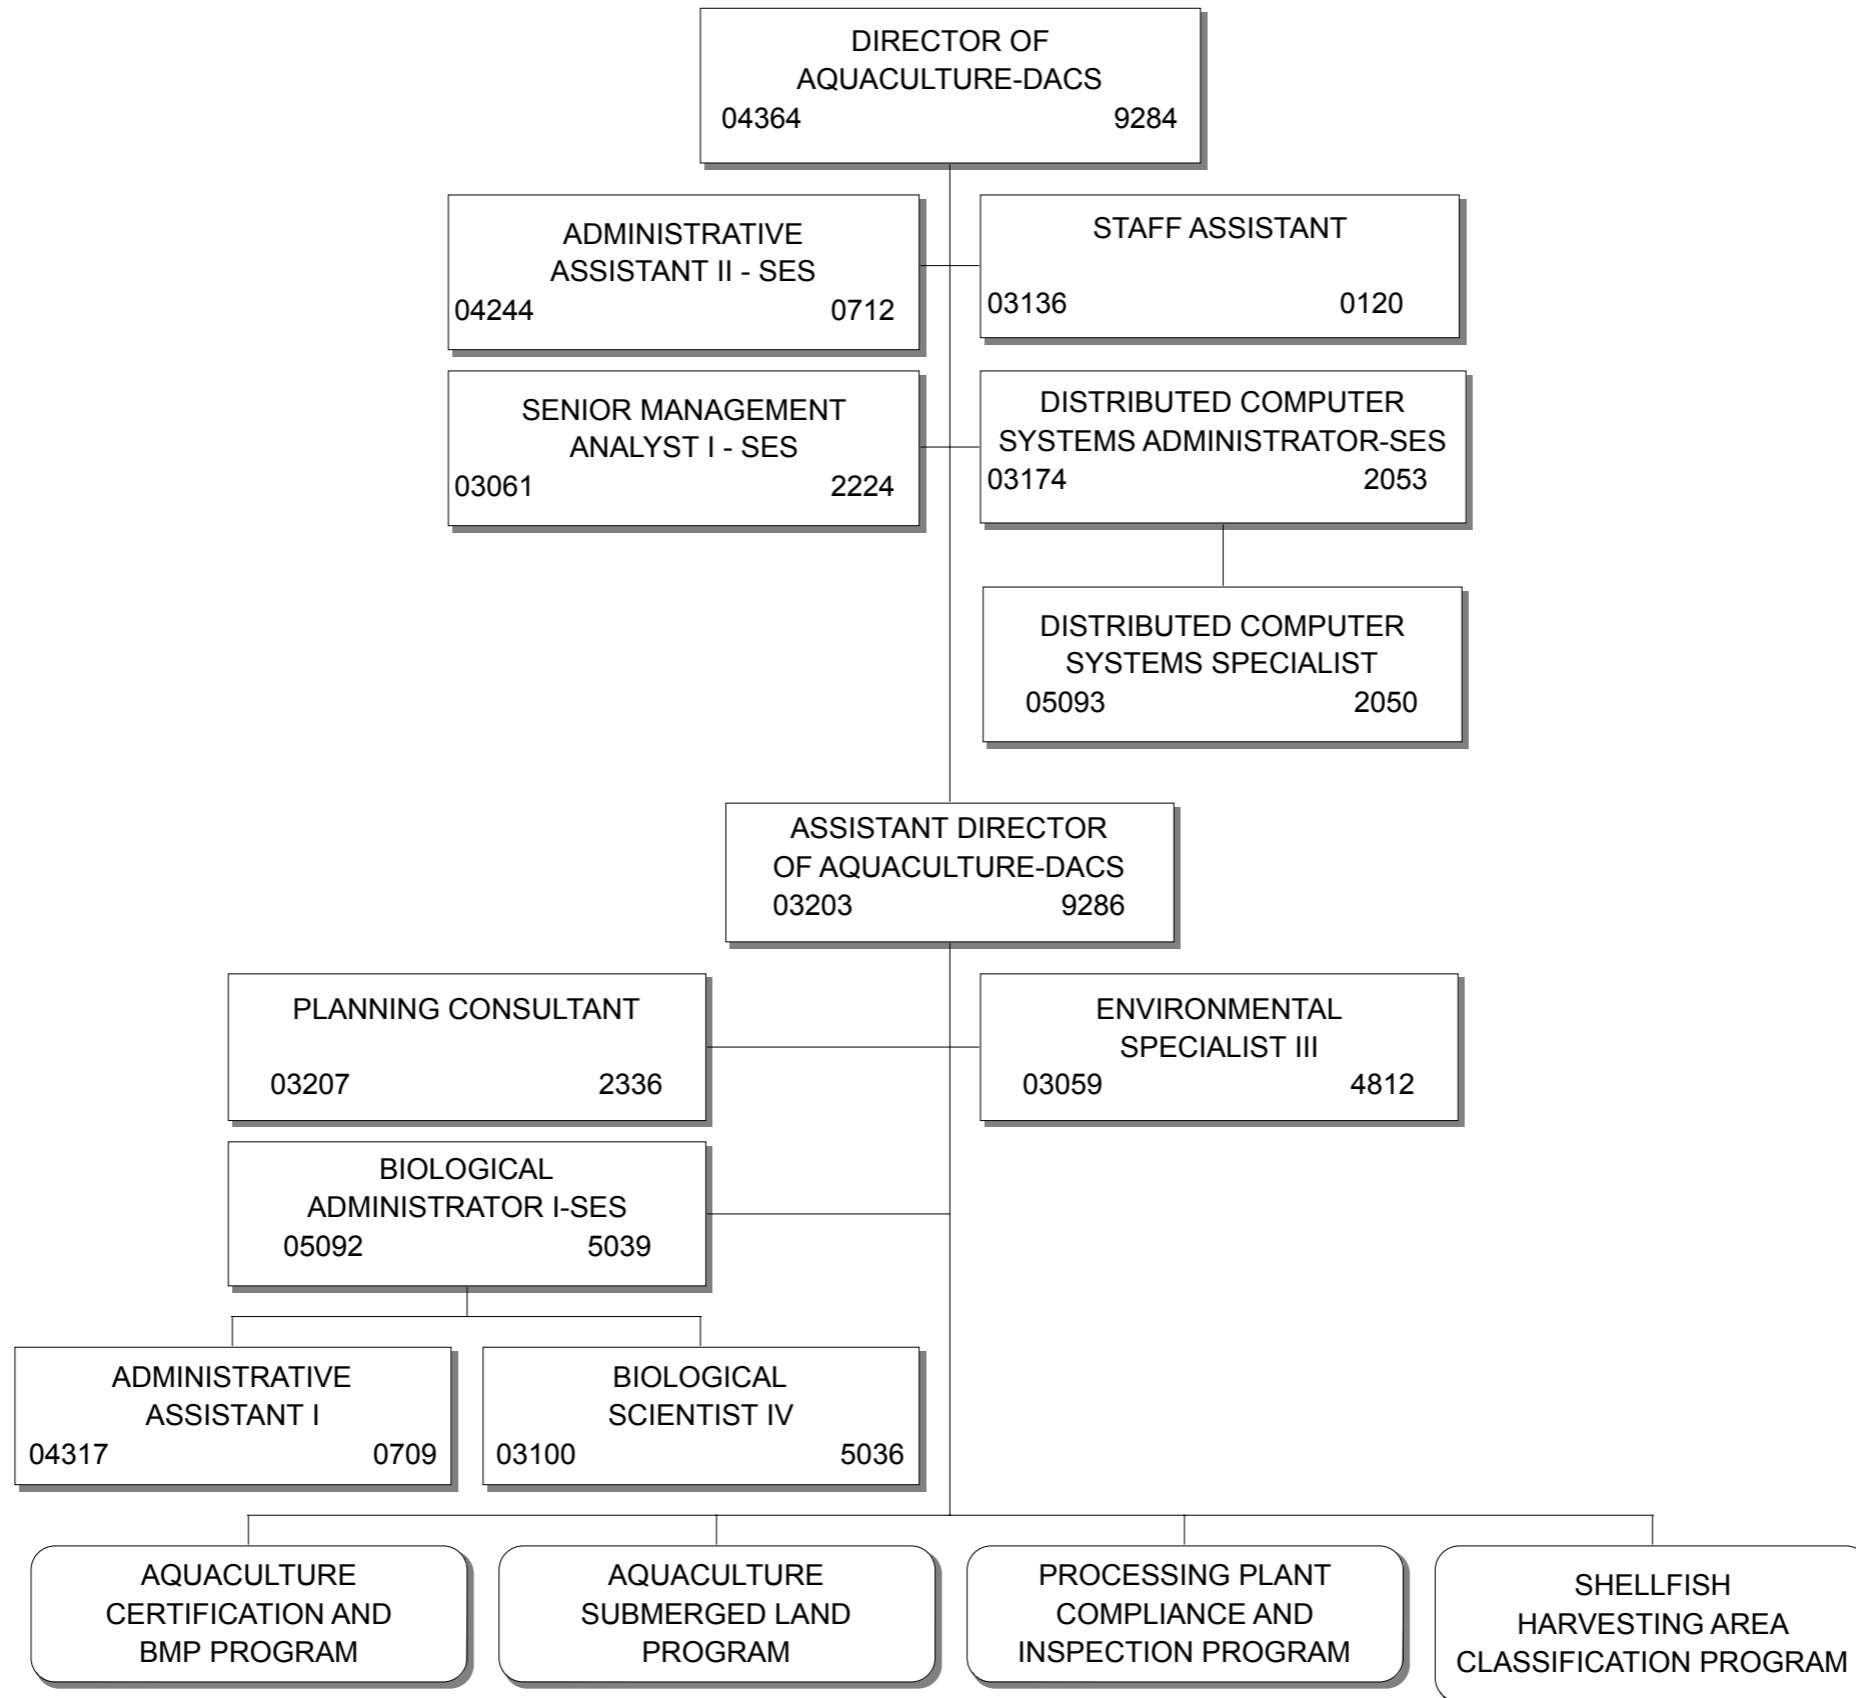 DIRECTOR OF
AQUACULTURE-DACS
04364 9284
ADMINISTRATIVE
ASSISTANT II - SES
04244 0712
STAFF ASSISTANT
03136 0120
SENIOR MANAGEMENT
ANALYST I - SES
03061 2224
DISTRIBUTED COMPUTER
SYSTEMS ADMINISTRATOR-SES
03174 2053
DISTRIBUTED COMPUTER
SYSTEMS SPECIALIST
05093 2050
ASSISTANT DIRECTOR
OF AQUACULTURE-DACS
03203 9286
PLANNING CONSULTANT
03207 2336
ENVIRONMENTAL
SPECIALIST III
03059 4812
BIOLOGICAL
ADMINISTRATOR I-SES
05092 5039
ADMINISTRATIVE
ASSISTANT I
04317 0709
BIOLOGICAL
SCIENTIST IV
03100 5036
AQUACULTURE
CERTIFICATION AND
BMP PROGRAM
AQUACULTURE
SUBMERGED LAND
PROGRAM
PROCESSING PLANT
COMPLIANCE AND
INSPECTION PROGRAM
SHELLFISH
HARVESTING AREA
CLASSIFICATION PROGRAM